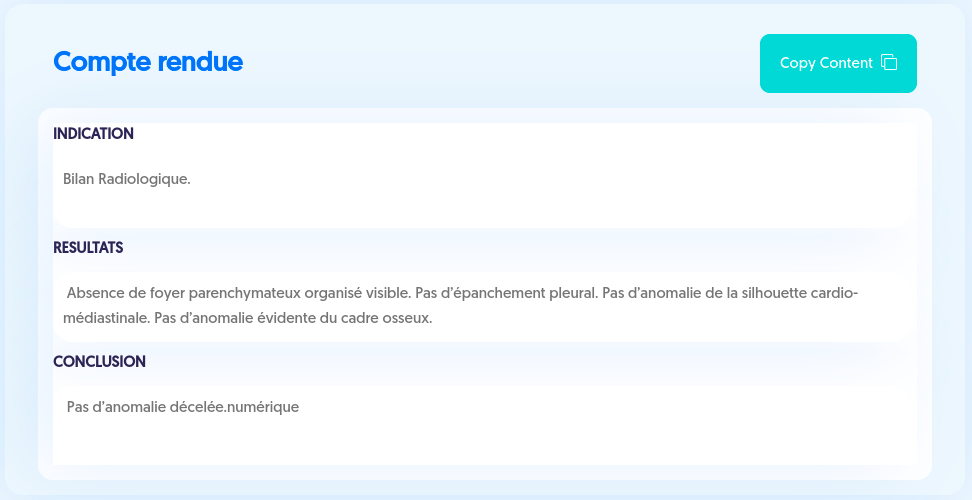 Compte rendue
Copy Content
INDICATION
Bilan Radiologique.
RESULTATS
Absence de foyer parenchymateux organisé visible. Pas d'épanchement pleural. Pas d'anomalie de la silhouette cardio-
médiastinale. Pas d'anomalie évidente du cadre osseux.
CONCLUSION
Pas d'anomalie décelée.numérique